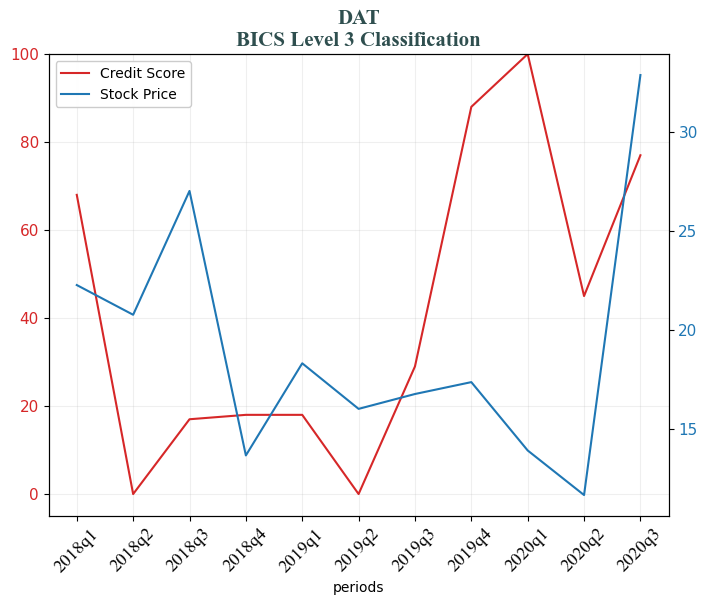 DAT
BICS Level 3 Classification
Credit Score
Stock Price
100
80
60
40
20
0
30
25
20
15
2018q1
2018q2
2018q3
2018q4
2019q1
2019q2
2019q3
2019q4
2020q1
2020q2
2020q3
periods